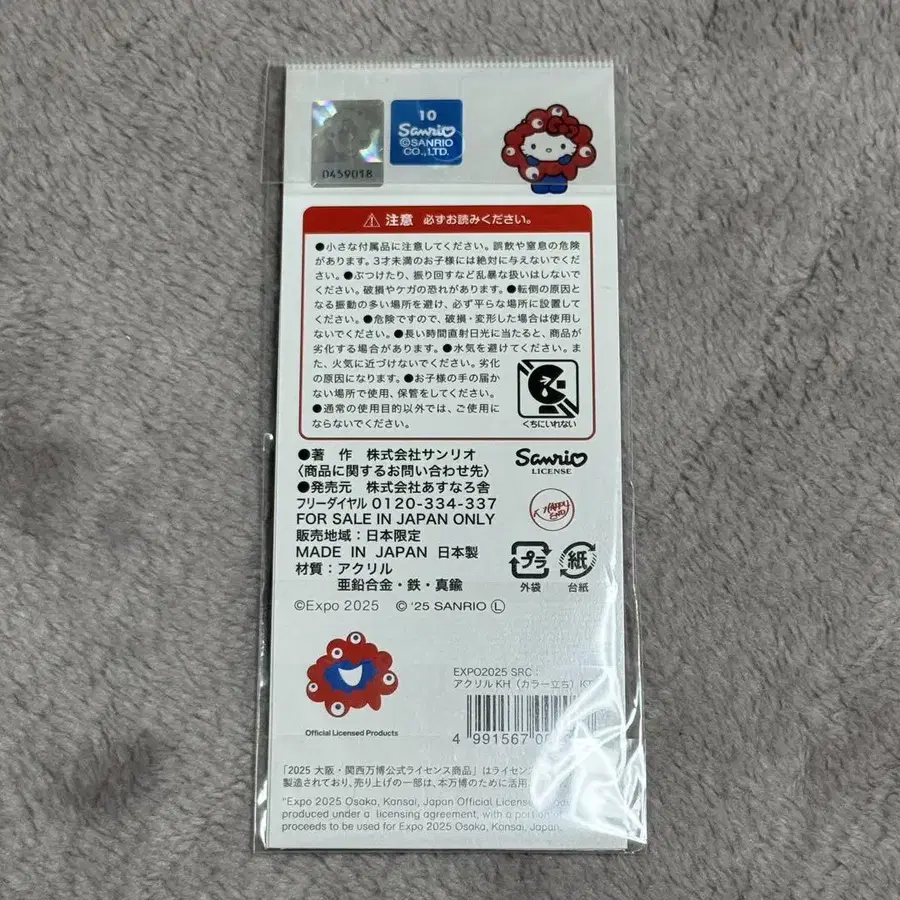 0459018
10
Sanrio
©SANRIO
CO., LTD.
注意 必ずお読みください。
●小さな付属品に注意してください。誤飲や窒息の危険
があります。3才未満のお子様には絶対に与えないでくだ
さい。●ぶつけたり、振り回すなど乱暴な扱いはしないで
ください。破損やケガの恐れがあります。●転倒の原因と
なる振動の多い場所を避け、必ず平らな場所に設置して
ください。●危険ですので、破損・変形した場合は使用し
ないでください。●長い時間直射日光に当たると、商品が
劣化する場合があります。●水気を避けてください。ま
た、火気に近づけないでください。劣化
の原因になります。●お子様の手の届か
ない場所で使用、保管をしてください。
●通常の使用目的以外では、ご使用に
ならないでください。
くちにいれない
●著 作 株式会社サンリオ
〈商品に関するお問い合わせ先〉
●発売元 株式会社あすなろ舎
フリーダイヤル 0120-334-337
FOR SALE IN JAPAN ONLY
販売地域：日本限定
MADE IN JAPAN 日本製
材質：アクリル
亜鉛合金・鉄・真鍮
Sanrio
LICENSE
プラ
外袋
紙
台紙
©Expo 2025 © '25 SANRIO Ⓛ
Official Licensed Products
EXPO2025 SRC：
アクリルKH（カラー立ち）
4 991567
「2025 大阪・関西万博公式ライセンス商品」はライセンス
製造されており、売り上げの一部は、本万博のために活用
"Expo 2025 Osaka, Kansai, Japan Official
produced under a licensing agreement, with a portion of
proceeds to be used for Expo 2025 Osaka, Kansai, Japan.